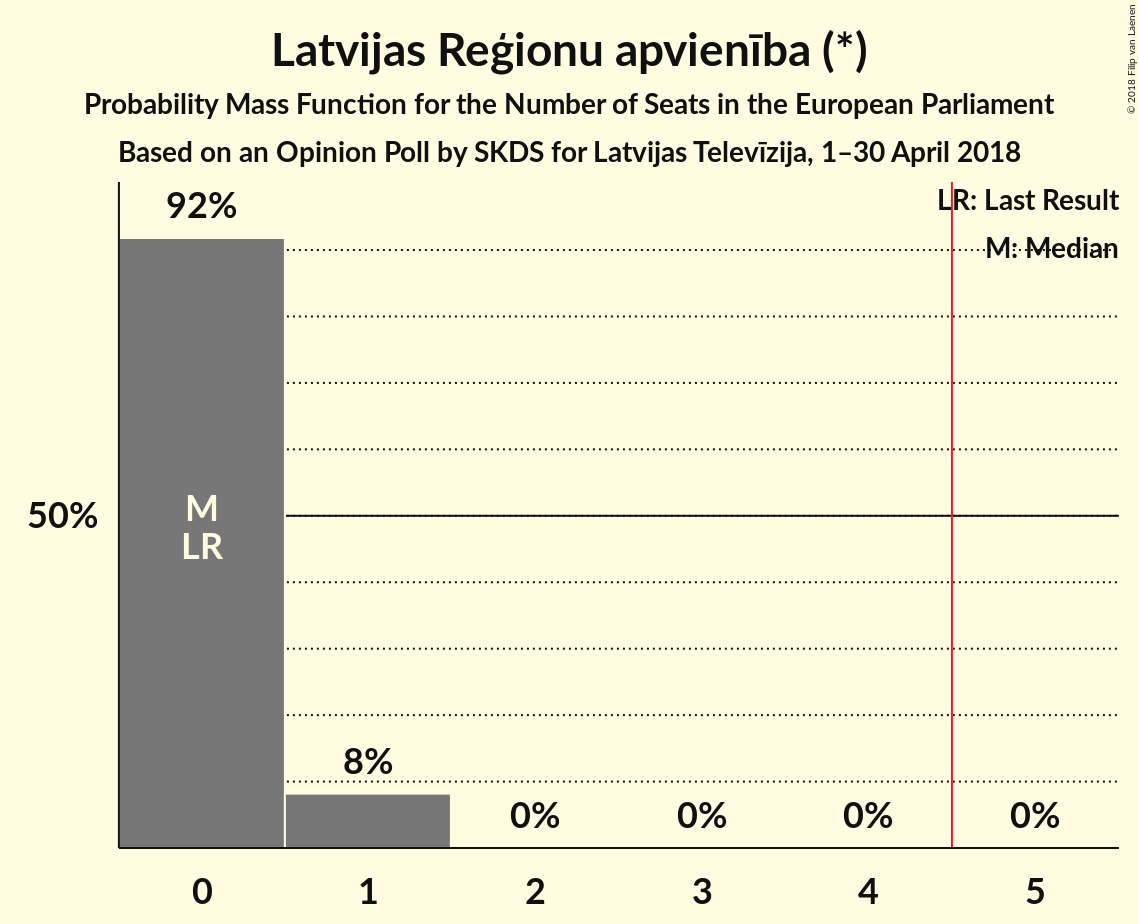 Latvijas Reģionu apvienība (*)
Probability Mass Function for the Number of Seats in the European Parliament
Based on an Opinion Poll by SKDS for Latvijas Televīzija, 1–30 April 2018
© 2018 Filip van Laenen
LR: Last Result
M: Median
92%
50%
M
LR
8%
0%
0%
0%
0%
0
1
2
3
4
5